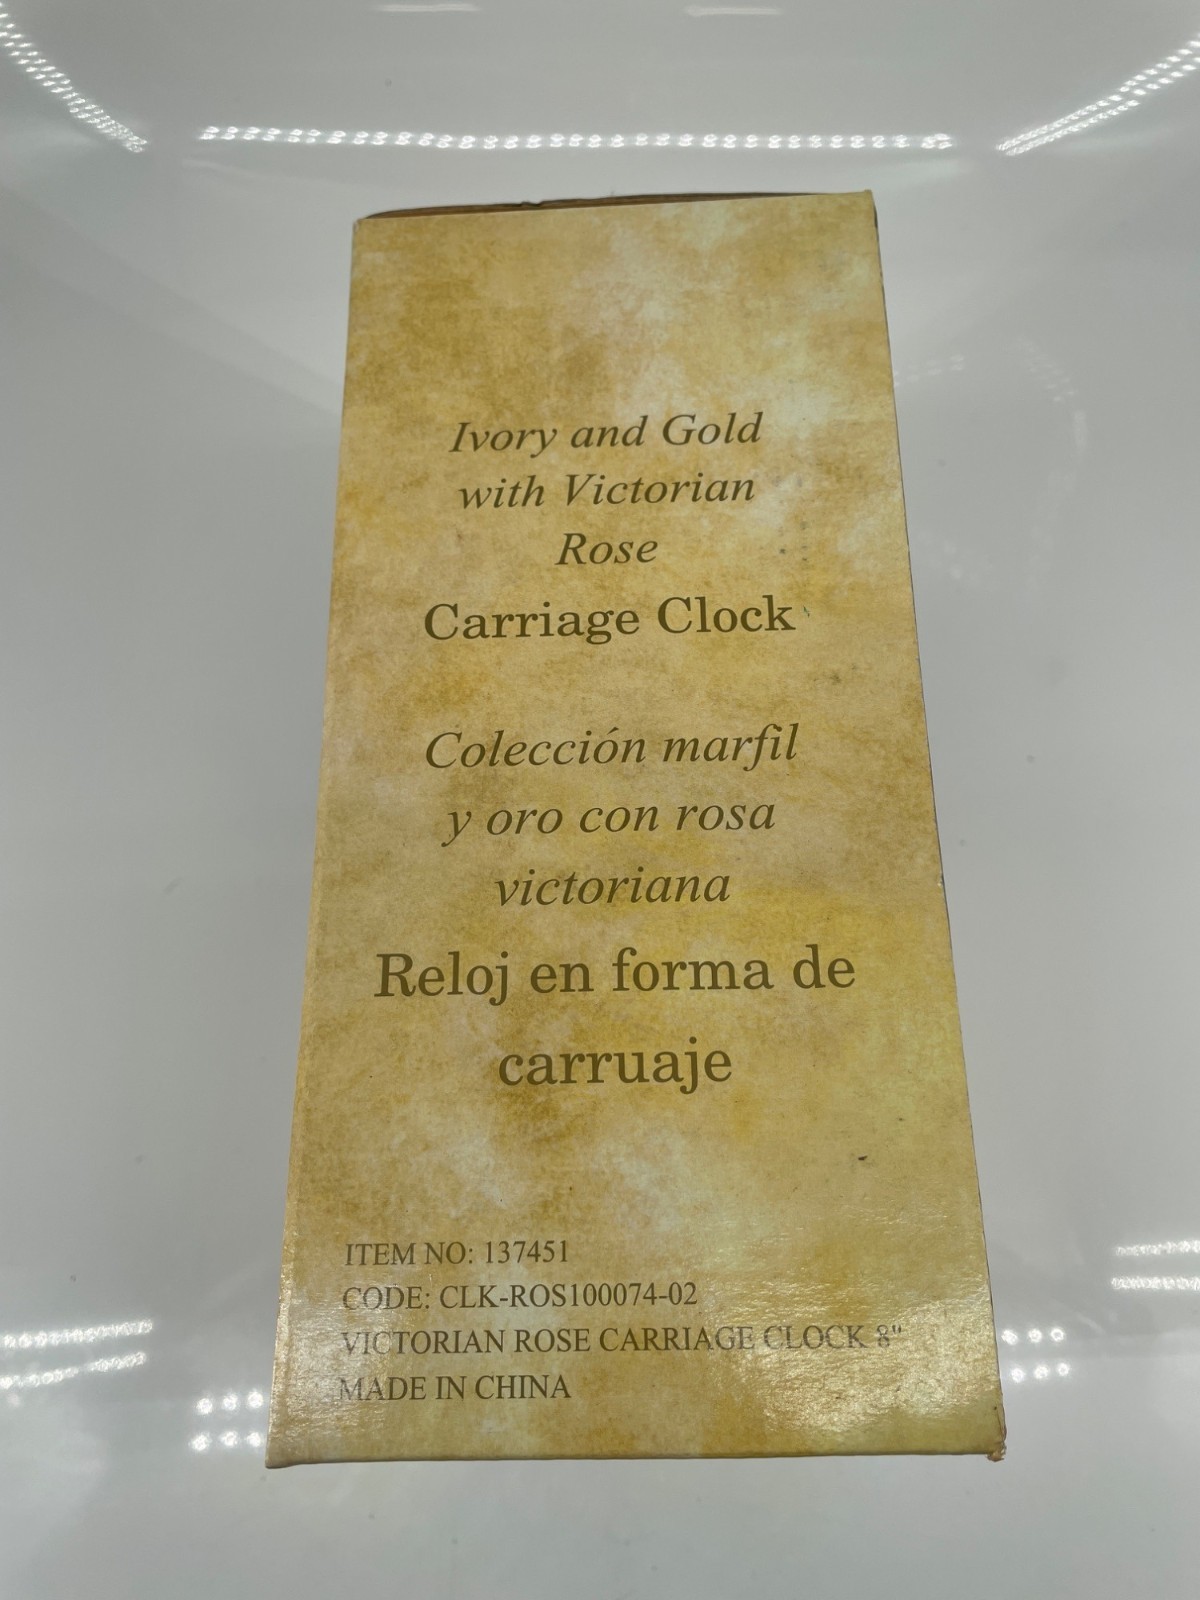 Ivory and Gold
with Victorian
Rose
Carriage Clock
Colección marfil
y oro con rosa
victoriana
Reloj en forma de
carruaje
ITEM NO: 137451
CODE: CLK-ROS100074-02
VICTORIAN ROSE CARRIAGE CLOCK 8"
MADE IN CHINA